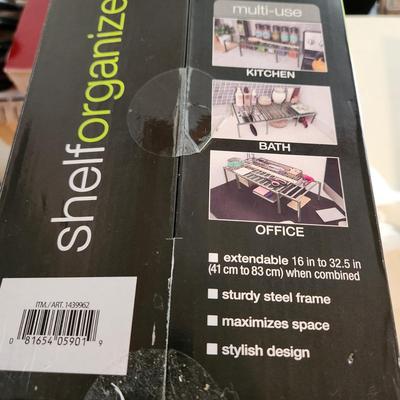 shelforganize
multi-use
KITCHEN
BATH
OFFICE
■ extendable 16 in to 32.5 in
(41 cm to 83 cm) when combined
■ sturdy steel frame
■ maximizes space
■ stylish design
ITM. / ART. 1439962
0 81654 05901 9